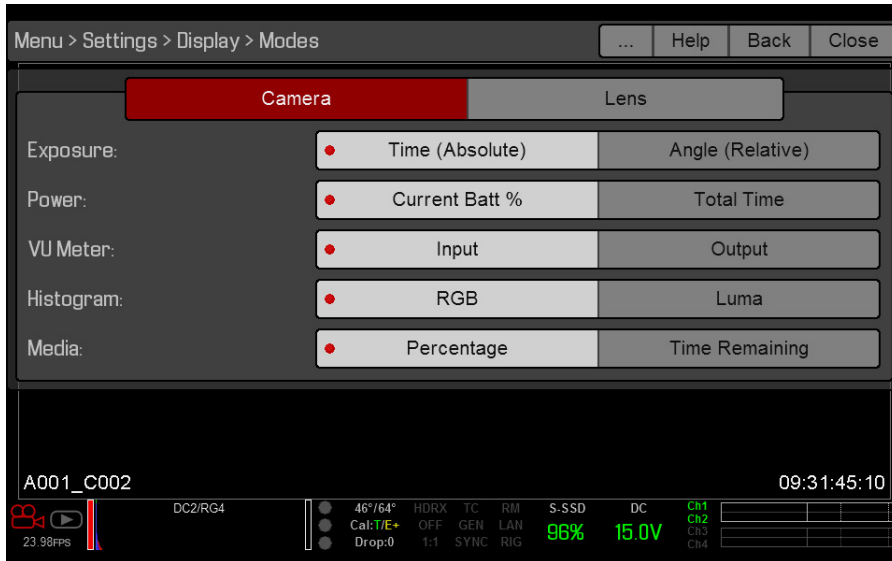 Menu > Settings > Display > Modes ... Help Back Close
Camera Lens
Exposure: Time (Absolute) Angle (Relative)
Power: Current Batt % Total Time
VU Meter: Input Output
Histogram: RGB Luma
Media: Percentage Time Remaining
A001_C002 09:31:45:10
DC2/RG4 46°/64° HDRX TC RM S-SSD DC Ch1
Cal:T/E+ OFF GEN LAN 96% 15.0V Ch2
23.98FPS Drop:0 1:1 SYNC RIG Ch3
Ch4